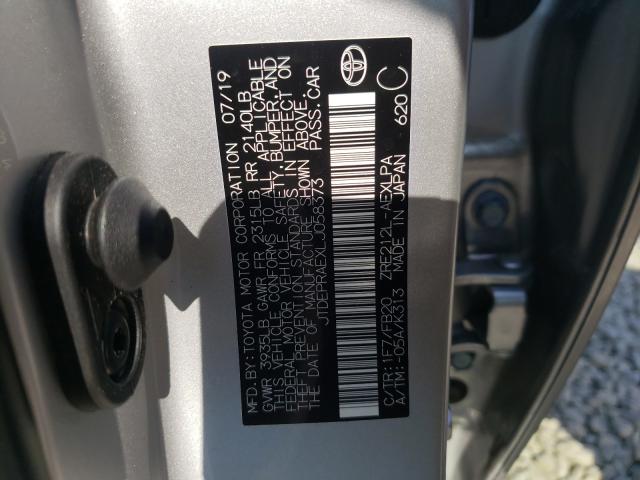 MFD.BY:TOYOTA MOTOR CORPORATION 07/19
GVWR 3935LB GAWR FR 2315LB RR 2140LB
THIS VEHICLE CONFORMS TO ALL APPLICABLE
FEDERAL MOTOR VEHICLE SAFETY, BUMPER, AND
THEFT PREVENTION STANDARDS IN EFFECT ON
THE DATE OF MANUFACTURE SHOWN ABOVE.
JTDEPRAEXLJ058373 PASS.CAR
C/TR:1F7/FB20 ZRE212L-AEXLPA
A/TM:-05A/K313 MADE IN JAPAN 620 C